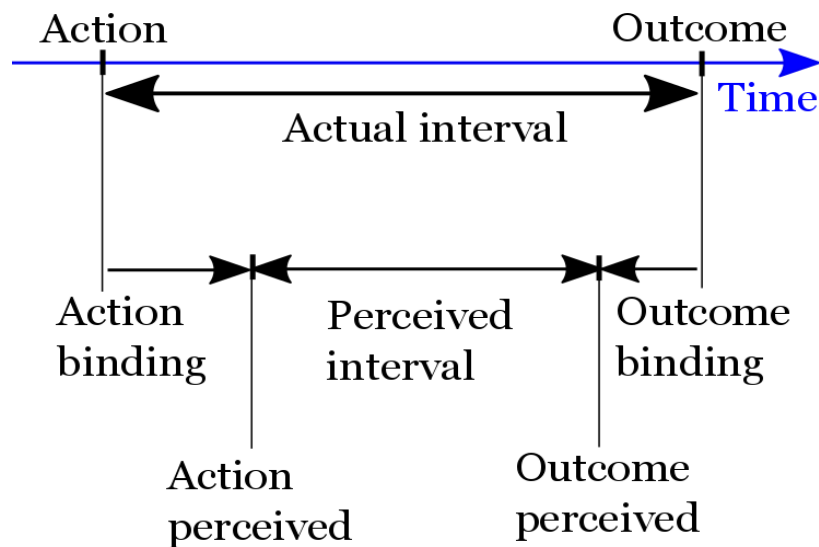 Action
Outcome
Time
Actual interval
Action
binding
Perceived
interval
Outcome
binding
Action
perceived
Outcome
perceived